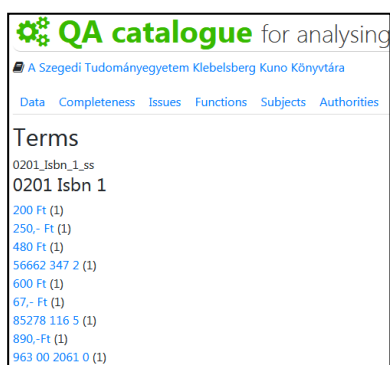 QA catalogue for analysing
A Szegedi Tudományegyetem Klebelsberg Kuno Könyvtára
Data Completeness Issues Functions Subjects Authorities
Terms
0201_Isbn_1_ss
0201 Isbn 1
200 Ft (1)
250,- Ft (1)
480 Ft (1)
56662 347 2 (1)
600 Ft (1)
67,- Ft (1)
85278 116 5 (1)
890,-Ft (1)
963 00 2061 0 (1)